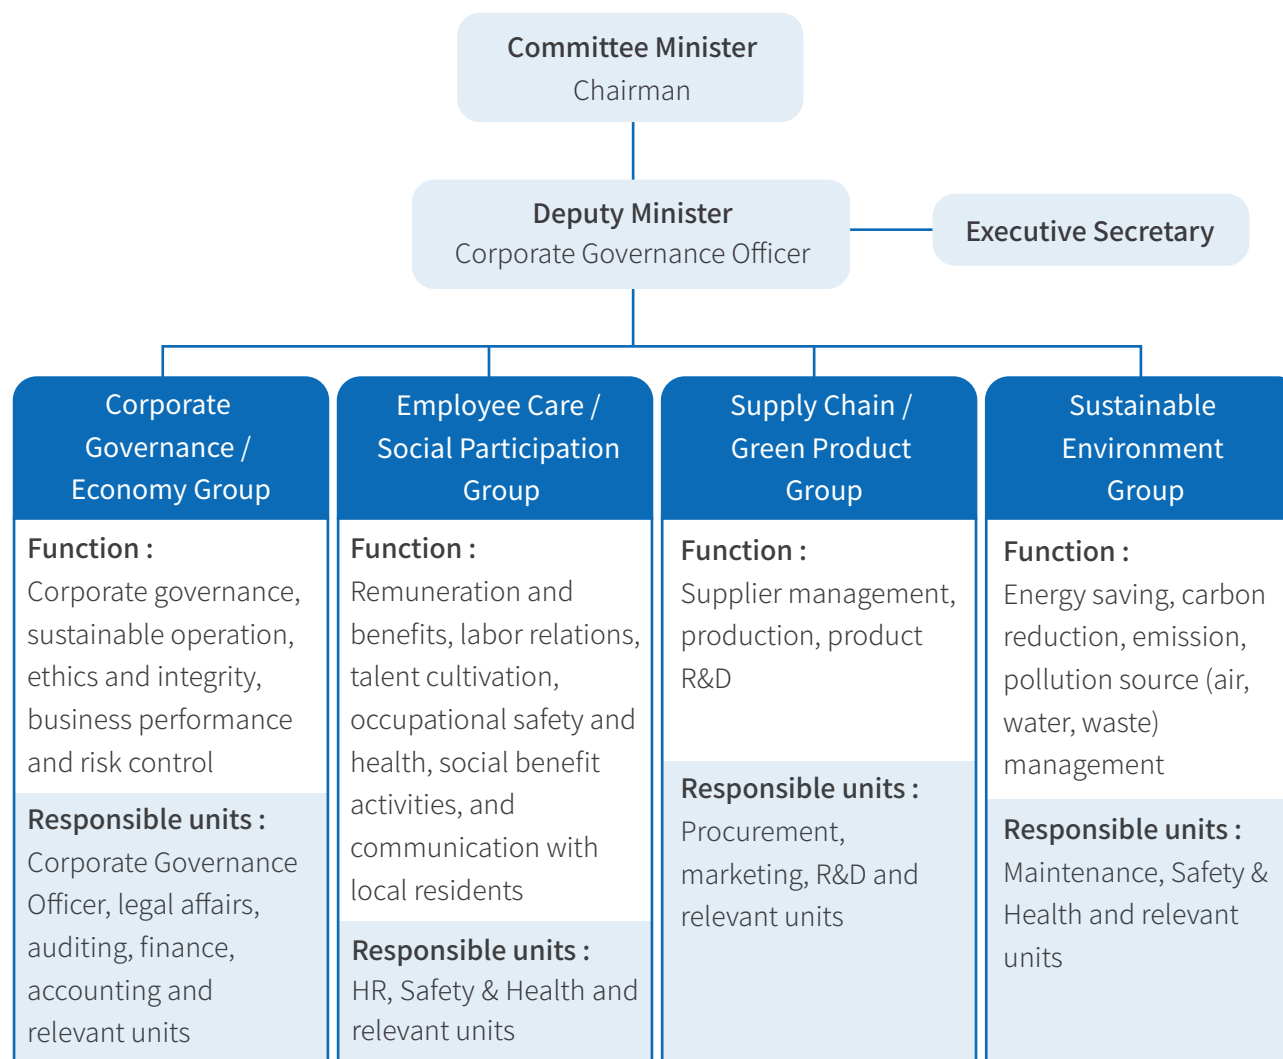 Committee Minister
Chairman
Deputy Minister
Corporate Governance Officer
Executive Secretary
Corporate
Governance /
Economy Group
Function :
Corporate governance,
sustainable operation,
ethics and integrity,
business performance
and risk control
Responsible units :
Corporate Governance
Officer, legal affairs,
auditing, finance,
accounting and
relevant units
Employee Care /
Social Participation
Group
Function :
Remuneration and
benefits, labor relations,
talent cultivation,
occupational safety and
health, social benefit
activities, and
communication with
local residents
Responsible units :
HR, Safety & Health and
relevant units
Supply Chain /
Green Product
Group
Function :
Supplier management,
production, product
R&D
Responsible units :
Procurement,
marketing, R&D and
relevant units
Sustainable
Environment
Group
Function :
Energy saving, carbon
reduction, emission,
pollution source (air,
water, waste)
management
Responsible units :
Maintenance, Safety &
Health and relevant
units